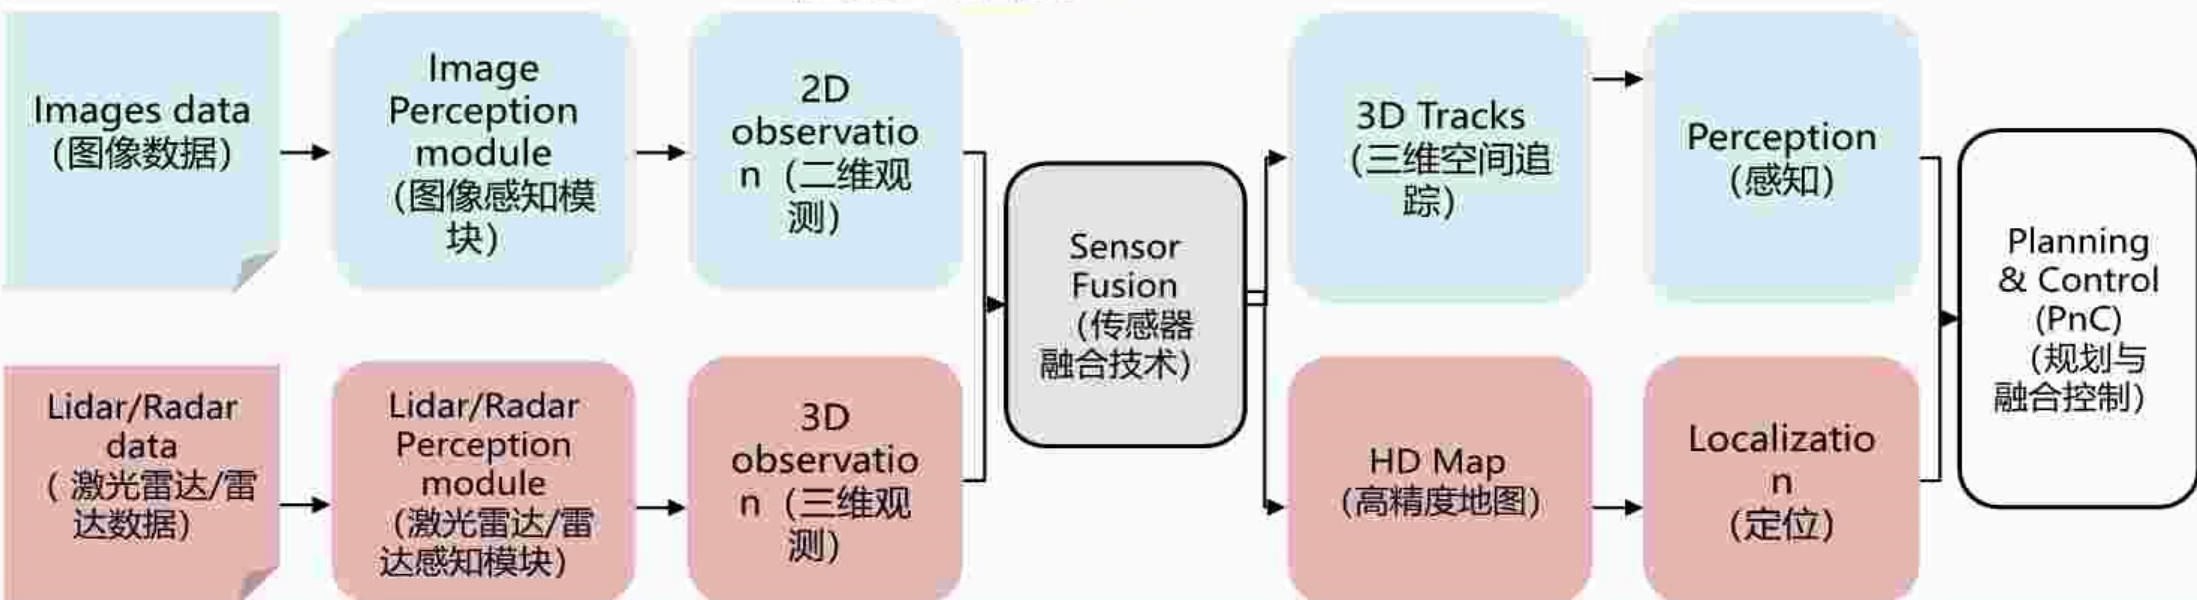 Images data
(图像数据)
Image
Perception
module
(图像感知模
块)
2D
observatio
n（二维观
测）
Lidar/Radar
data
( 激光雷达/雷
达数据)
Lidar/Radar
Perception
module
(激光雷达/雷
达感知模块)
3D
observatio
n（三维观
测）
Sensor
Fusion
（传感器
融合技术）
3D Tracks
（三维空间追
踪）
Perception
（感知）
HD Map
（高精度地图）
Localizatio
n
（定位）
Planning
& Control
(PnC)
（规划与
融合控制）